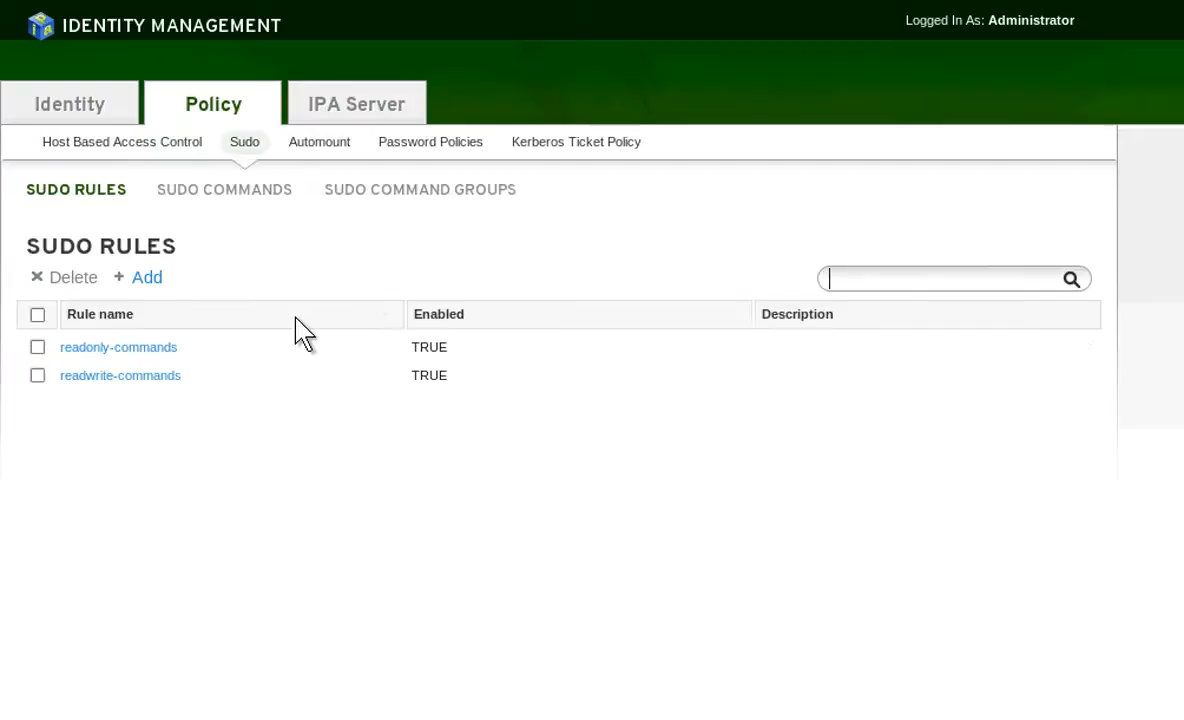 IDENTITY MANAGEMENT
Logged In As: Administrator
Identity
Policy
IPA Server
Host Based Access Control
Sudo
Automount
Password Policies
Kerberos Ticket Policy
SUDO RULES
SUDO COMMANDS
SUDO COMMAND GROUPS
SUDO RULES
Delete
Add
Rule name
Enabled
Description
readonly-commands
TRUE
readwrite-commands
TRUE